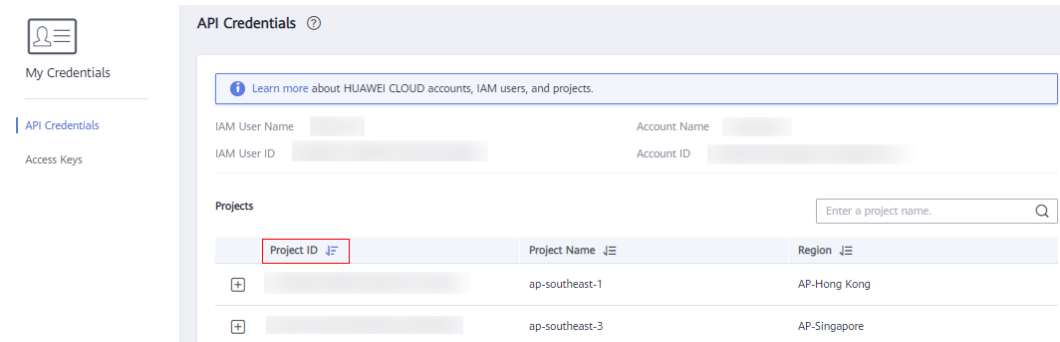 API Credentials
My Credentials
API Credentials
Access Keys
Learn more about HUAWEI CLOUD accounts, IAM users, and projects.
IAM User Name
Account Name
IAM User ID
Account ID
Projects
Enter a project name.
Project ID Project Name Region
ap-southeast-1 AP-Hong Kong
ap-southeast-3 AP-Singapore